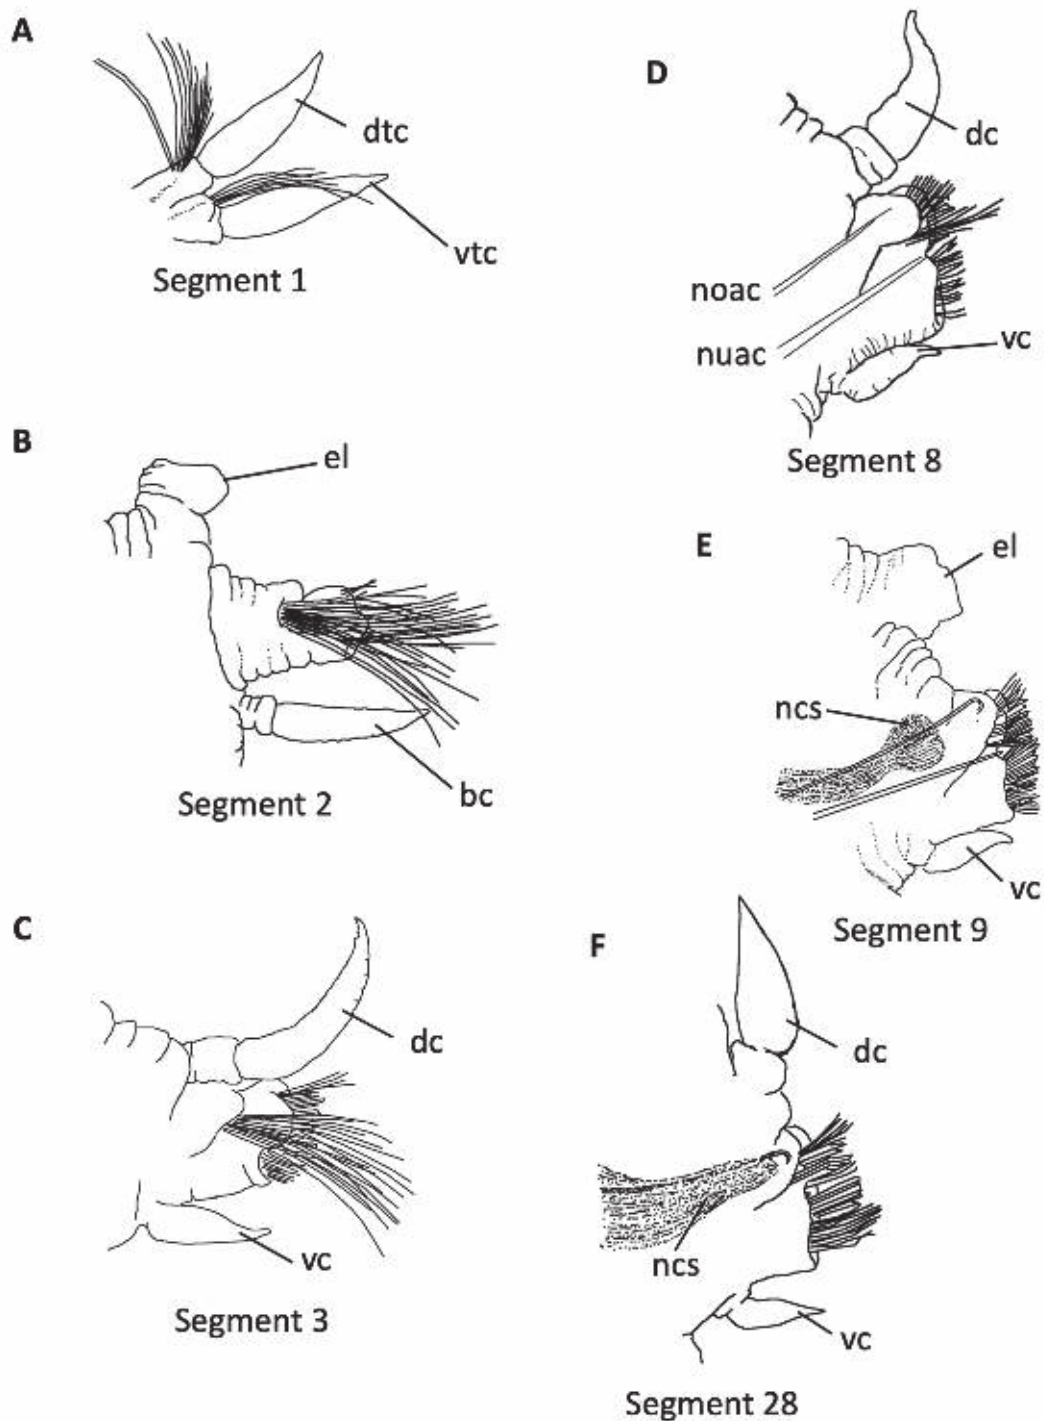 A
dtc
vtc
Segment 1
B
el
bc
Segment 2
C
dc
vc
Segment 3
D
dc
noac
nuac
vc
Segment 8
E
el
ncs
vc
Segment 9
F
dc
ncs
vc
Segment 28